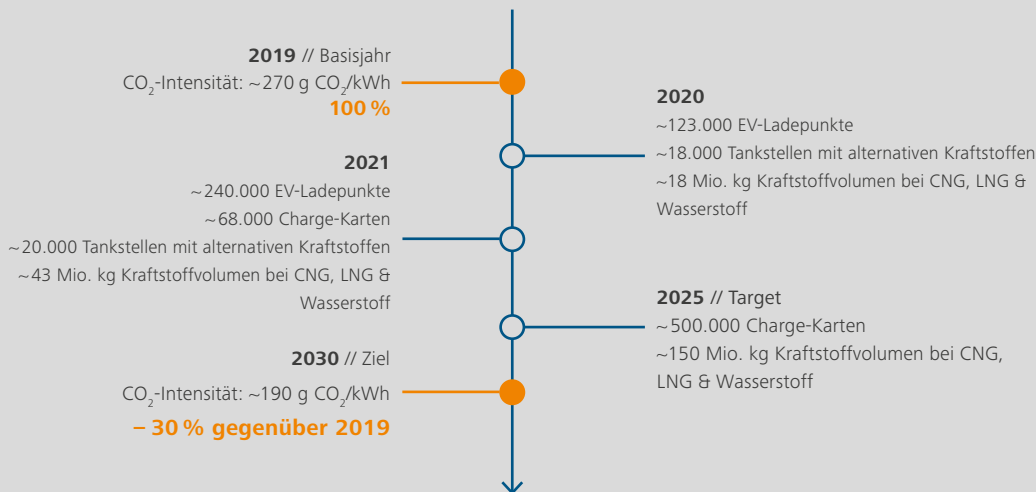 2019 // Basisjahr
CO₂-Intensität: ~270 g CO₂/kWh
100 %
2020
~123.000 EV-Ladepunkte
~18.000 Tankstellen mit alternativen Kraftstoffen
~18 Mio. kg Kraftstoffvolumen bei CNG, LNG &
Wasserstoff
2021
~240.000 EV-Ladepunkte
~68.000 Charge-Karten
~20.000 Tankstellen mit alternativen Kraftstoffen
~43 Mio. kg Kraftstoffvolumen bei CNG, LNG &
Wasserstoff
2025 // Target
~500.000 Charge-Karten
~150 Mio. kg Kraftstoffvolumen bei CNG,
LNG & Wasserstoff
2030 // Ziel
CO₂-Intensität: ~190 g CO₂/kWh
– 30 % gegenüber 2019